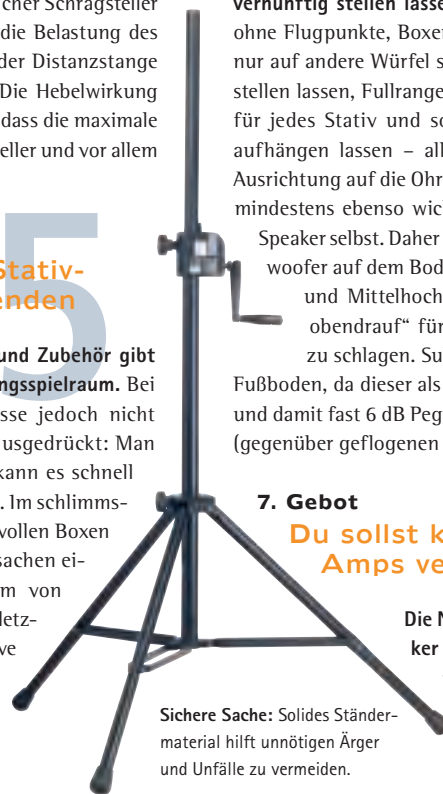 icher Schrägsteller
die Belastung des
der Distanzstange
Die Hebelwirkung
dass die maximale
eller und vor allem
5
Stativ-
enden
und Zubehör gibt
ngsspielraum. Bei
sse jedoch nicht
usgedrückt: Man
kann es schnell
. Im schlimms-
vollen Boxen
sachen ei-
m von
letz-
ve
vernünftig stellen lasse
ohne Flugpunkte, Boxen
nur auf andere Würfel s
stellen lassen, Fullrange
für jedes Stativ und so
aufhängen lassen – all
Ausrichtung auf die Ohr
mindestens ebenso wic
Speaker selbst. Daher
woofer auf dem Bod
und Mittelhoch
obendrauf“ für
zu schlagen. Su
Fußboden, da dieser als
und damit fast 6 dB Peg
(gegenüber geflogenen
7. Gebot
Du sollst k
Amps ve
Die N
ker
Sichere Sache: Solides Ständer-
material hilft unnötigen Ärger
und Unfälle zu vermeiden.